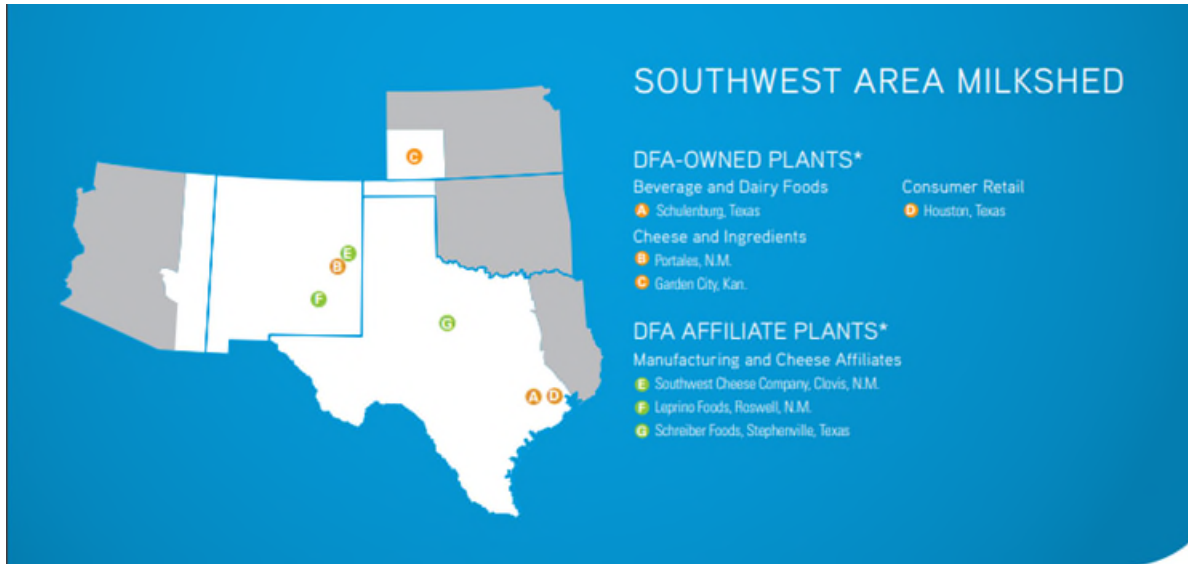 SOUTHWEST AREA MILKSHED
DFA-OWNED PLANTS*
Beverage and Dairy Foods
A Schulenburg, Texas
Cheese and Ingredients
B Portales, N.M.
C Garden City, Kan.
Consumer Retail
D Houston, Texas
DFA AFFILIATE PLANTS*
Manufacturing and Cheese Affiliates
E Southwest Cheese Company, Clovis, N.M.
F Leprino Foods, Roswell, N.M.
G Schreiber Foods, Stephenville, Texas
C
E
B
F
G
A
D